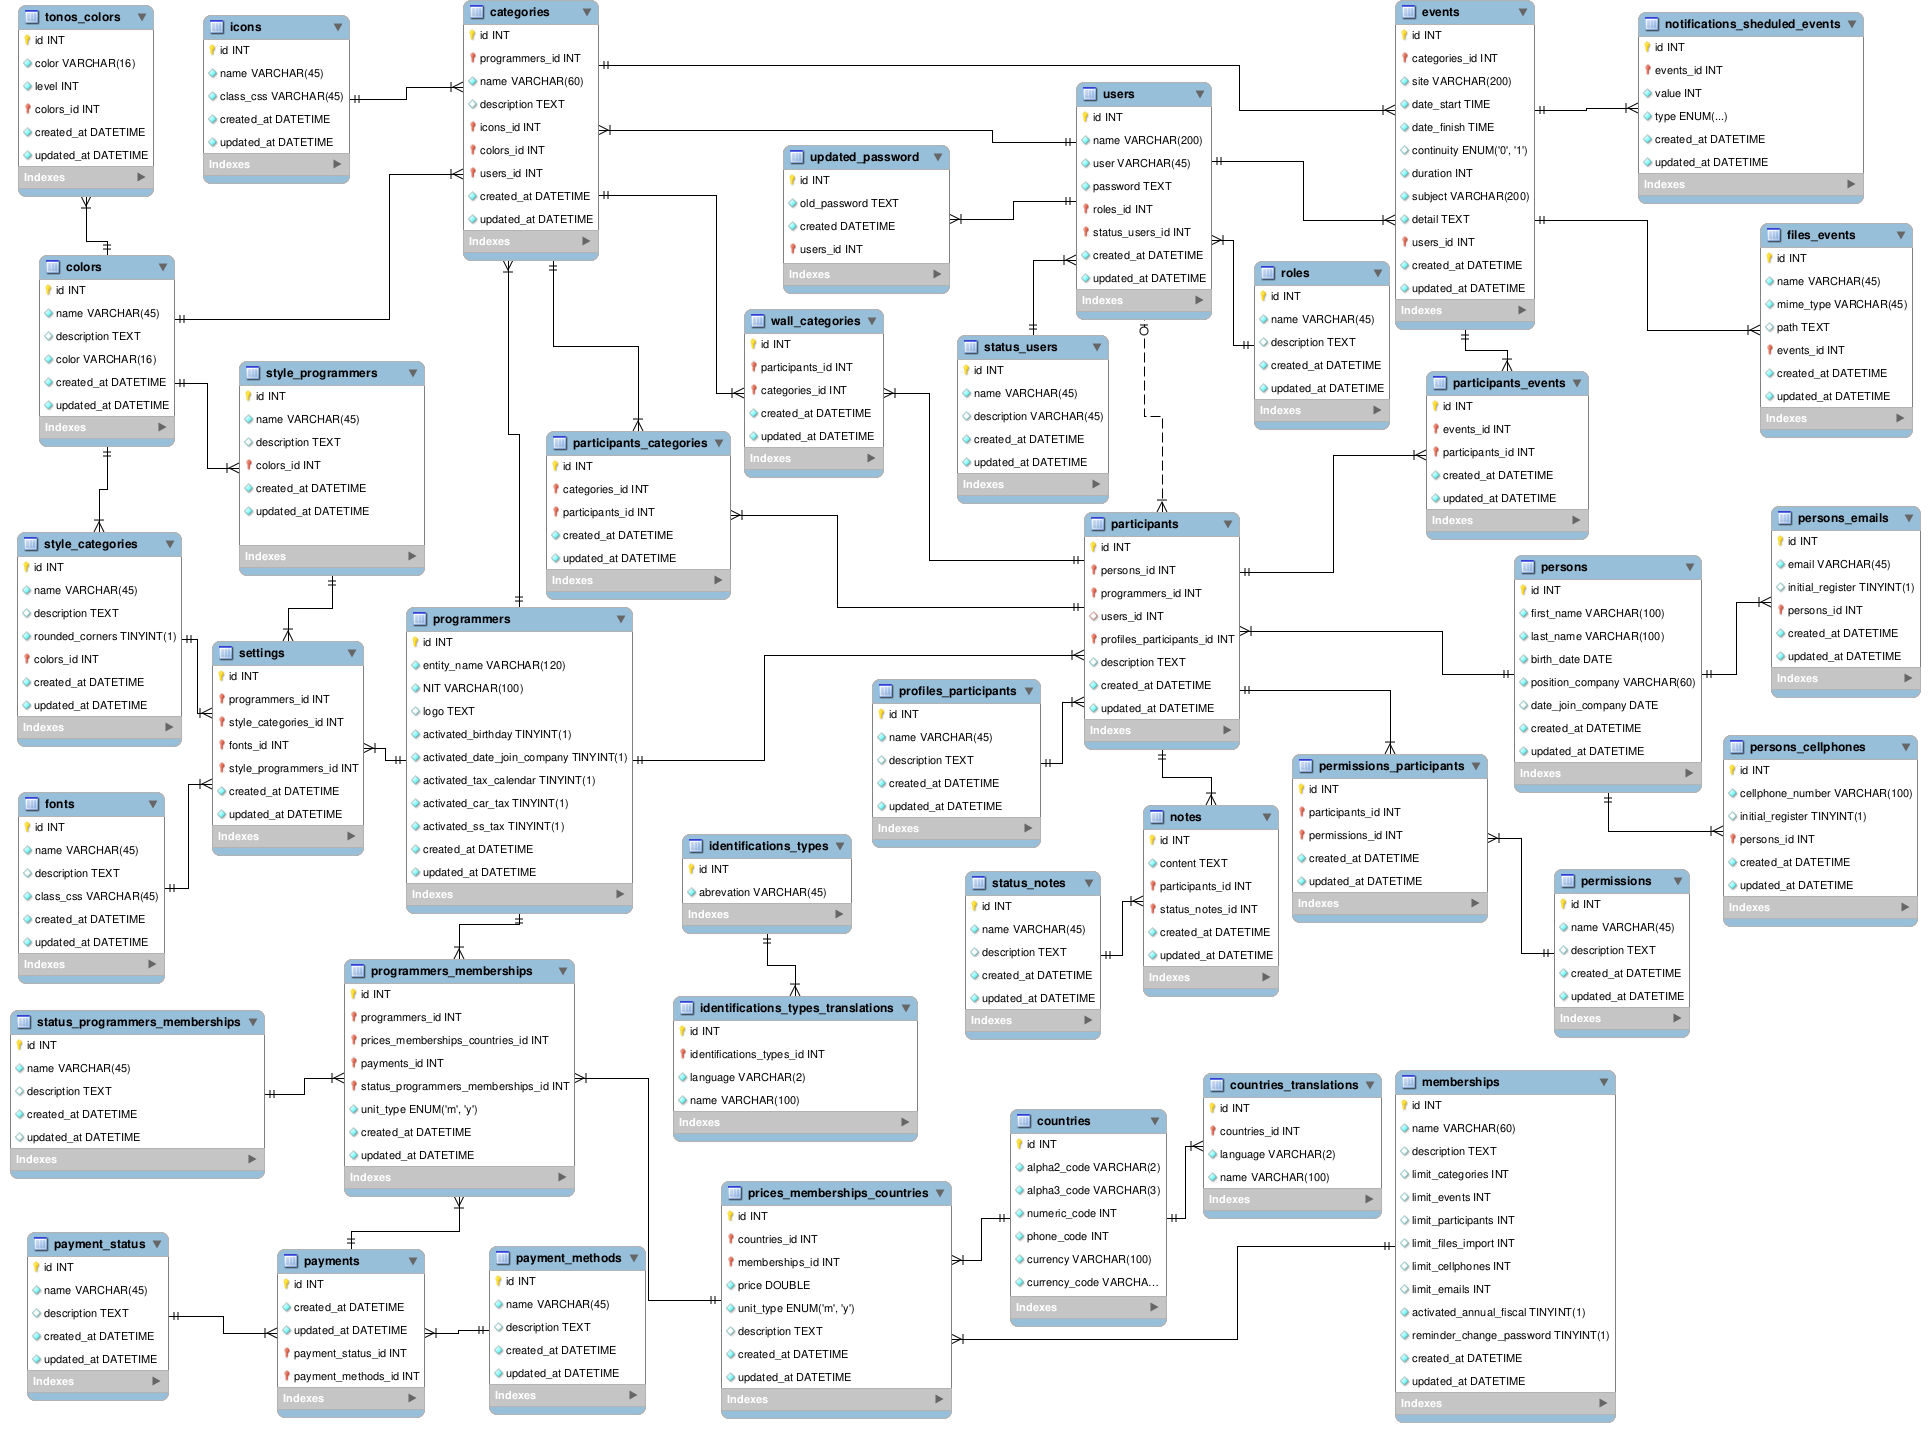 tonos_colors
id INT
color VARCHAR(16)
level INT
colors_id INT
created_at DATETIME
updated_at DATETIME
Indexes
icons
id INT
name VARCHAR(45)
class_css VARCHAR(45)
created_at DATETIME
updated_at DATETIME
Indexes
categories
id INT
programmers_id INT
name VARCHAR(60)
description TEXT
icons_id INT
colors_id INT
users_id INT
created_at DATETIME
updated_at DATETIME
Indexes
users
id INT
name VARCHAR(200)
user VARCHAR(45)
password TEXT
roles_id INT
status_users_id INT
created_at DATETIME
updated_at DATETIME
Indexes
events
id INT
categories_id INT
site VARCHAR(200)
date_start TIME
date_finish TIME
continuity ENUM('0', '1')
duration INT
subject VARCHAR(200)
detail TEXT
users_id INT
created_at DATETIME
updated_at DATETIME
Indexes
notifications_sheduled_events
id INT
events_id INT
value INT
type ENUM(...)
created_at DATETIME
updated_at DATETIME
Indexes
updated_password
id INT
old_password TEXT
created DATETIME
users_id INT
Indexes
files_events
id INT
name VARCHAR(45)
mime_type VARCHAR(45)
path TEXT
events_id INT
created_at DATETIME
updated_at DATETIME
Indexes
colors
id INT
name VARCHAR(45)
description TEXT
color VARCHAR(16)
created_at DATETIME
updated_at DATETIME
Indexes
roles
id INT
name VARCHAR(45)
description TEXT
created_at DATETIME
updated_at DATETIME
Indexes
wall_categories
id INT
participants_id INT
categories_id INT
created_at DATETIME
updated_at DATETIME
Indexes
status_users
id INT
name VARCHAR(45)
description VARCHAR(45)
created_at DATETIME
updated_at DATETIME
Indexes
style_programmers
id INT
name VARCHAR(45)
description TEXT
colors_id INT
created_at DATETIME
updated_at DATETIME
Indexes
participants_events
id INT
events_id INT
participants_id INT
created_at DATETIME
updated_at DATETIME
Indexes
participants_categories
id INT
categories_id INT
participants_id INT
created_at DATETIME
updated_at DATETIME
Indexes
participants
id INT
persons_id INT
programmers_id INT
users_id INT
profiles_participants_id INT
description TEXT
created_at DATETIME
updated_at DATETIME
Indexes
persons_emails
id INT
email VARCHAR(45)
initial_register TINYINT(1)
persons_id INT
created_at DATETIME
updated_at DATETIME
Indexes
style_categories
id INT
name VARCHAR(45)
description TEXT
rounded_corners TINYINT(1)
colors_id INT
created_at DATETIME
updated_at DATETIME
Indexes
persons
id INT
first_name VARCHAR(100)
last_name VARCHAR(100)
birth_date DATE
position_company VARCHAR(60)
date_join_company DATE
created_at DATETIME
updated_at DATETIME
Indexes
programmers
id INT
entity_name VARCHAR(120)
NIT VARCHAR(100)
logo TEXT
activated_birthday TINYINT(1)
activated_date_join_company TINYINT(1)
activated_tax_calendar TINYINT(1)
activated_car_tax TINYINT(1)
activated_ss_tax TINYINT(1)
created_at DATETIME
updated_at DATETIME
Indexes
settings
id INT
programmers_id INT
style_categories_id INT
fonts_id INT
style_programmers_id INT
created_at DATETIME
updated_at DATETIME
Indexes
profiles_participants
id INT
name VARCHAR(45)
description TEXT
created_at DATETIME
updated_at DATETIME
Indexes
persons_cellphones
id INT
cellphone_number VARCHAR(100)
initial_register TINYINT(1)
persons_id INT
created_at DATETIME
updated_at DATETIME
Indexes
permissions_participants
id INT
participants_id INT
permissions_id INT
created_at DATETIME
updated_at DATETIME
Indexes
fonts
id INT
name VARCHAR(45)
description TEXT
class_css VARCHAR(45)
created_at DATETIME
updated_at DATETIME
Indexes
notes
id INT
content TEXT
participants_id INT
status_notes_id INT
created_at DATETIME
updated_at DATETIME
Indexes
identifications_types
id INT
abrevation VARCHAR(45)
Indexes
status_notes
id INT
name VARCHAR(45)
description TEXT
created_at DATETIME
updated_at DATETIME
Indexes
permissions
id INT
name VARCHAR(45)
description TEXT
created_at DATETIME
updated_at DATETIME
Indexes
programmers_memberships
id INT
programmers_id INT
prices_memberships_countries_id INT
payments_id INT
status_programmers_memberships_id INT
unit_type ENUM('m', 'y')
created_at DATETIME
updated_at DATETIME
Indexes
identifications_types_translations
id INT
identifications_types_id INT
language VARCHAR(2)
name VARCHAR(100)
Indexes
status_programmers_memberships
id INT
name VARCHAR(45)
description TEXT
created_at DATETIME
updated_at DATETIME
Indexes
countries_translations
id INT
countries_id INT
language VARCHAR(2)
name VARCHAR(100)
Indexes
memberships
id INT
name VARCHAR(60)
description TEXT
limit_categories INT
limit_events INT
limit_participants INT
limit_files_import INT
limit_cellphones INT
limit_emails INT
activated_annual_fiscal TINYINT(1)
reminder_change_password TINYINT(1)
created_at DATETIME
updated_at DATETIME
Indexes
countries
id INT
alpha2_code VARCHAR(2)
alpha3_code VARCHAR(3)
numeric_code INT
phone_code INT
currency VARCHAR(100)
currency_code VARCHA...
Indexes
prices_memberships_countries
id INT
countries_id INT
memberships_id INT
price DOUBLE
unit_type ENUM('m', 'y')
description TEXT
created_at DATETIME
updated_at DATETIME
Indexes
payment_status
id INT
name VARCHAR(45)
description TEXT
created_at DATETIME
updated_at DATETIME
Indexes
payments
id INT
created_at DATETIME
updated_at DATETIME
payment_status_id INT
payment_methods_id INT
Indexes
payment_methods
id INT
name VARCHAR(45)
description TEXT
created_at DATETIME
updated_at DATETIME
Indexes